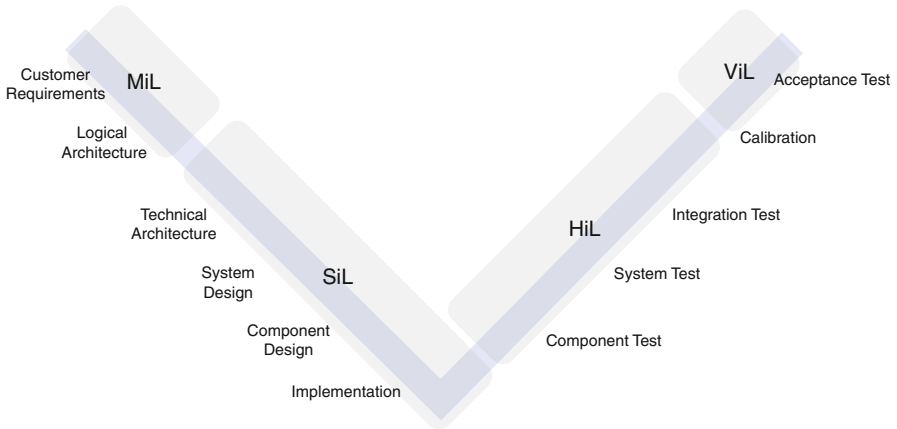 MiL
Customer
Requirements
Logical
Architecture
Technical
Architecture
SiL
System
Design
Component
Design
Implementation
ViL
Acceptance Test
Calibration
HiL
Integration Test
System Test
Component Test